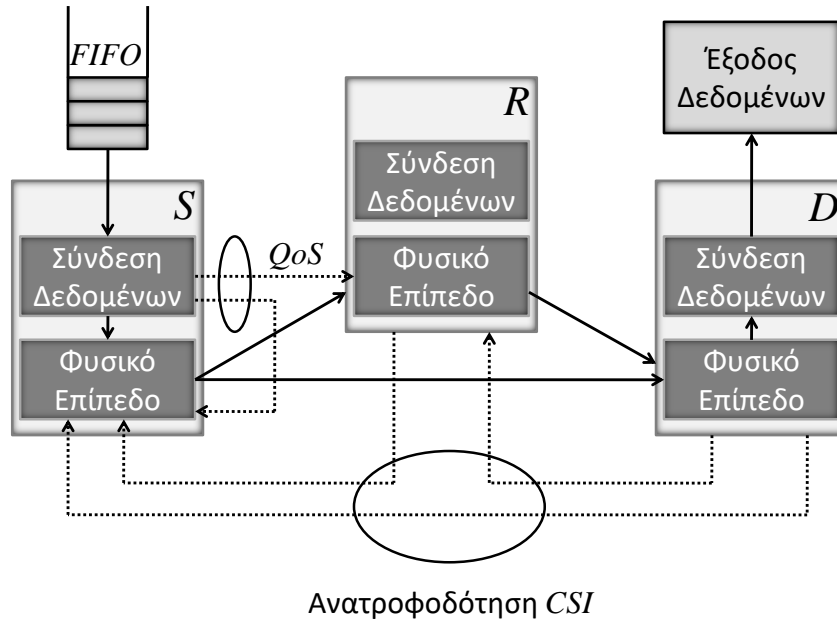 FIFO
Έξοδος
Δεδομένων
R
Σύνδεση
Δεδομένων
S
D
Σύνδεση
Δεδομένων
QoS
Φυσικό
Επίπεδο
Σύνδεση
Δεδομένων
Φυσικό
Επίπεδο
Φυσικό
Επίπεδο
Ανατροφοδότηση CSI